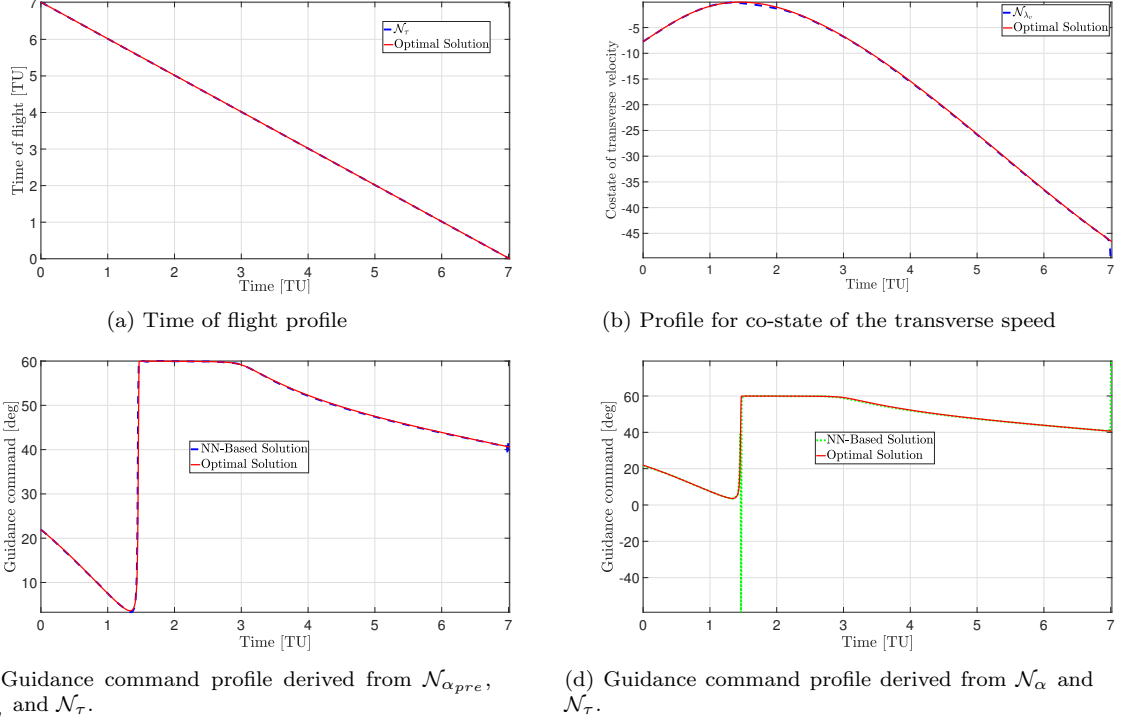 7
6
5
4
3
2
1
0
Time of flight [TU]
𝒩τ
Optimal Solution
0 1 2 3 4 5 6 7
Time [TU]
(a) Time of flight profile
-5
-10
-15
-20
-25
-30
-35
-40
-45
Costate of transverse velocity
𝒩λv
Optimal Solution
0 1 2 3 4 5 6 7
Time [TU]
(b) Profile for co-state of the transverse speed
60
50
40
30
20
10
Guidance command [deg]
NN-Based Solution
Optimal Solution
0 1 2 3 4 5 6 7
Time [TU]
Guidance command profile derived from 𝒩αpre,
, and 𝒩τ.
60
40
20
0
-20
-40
Guidance command [deg]
NN-Based Solution
Optimal Solution
0 1 2 3 4 5 6 7
Time [TU]
(d) Guidance command profile derived from 𝒩α and
𝒩τ.